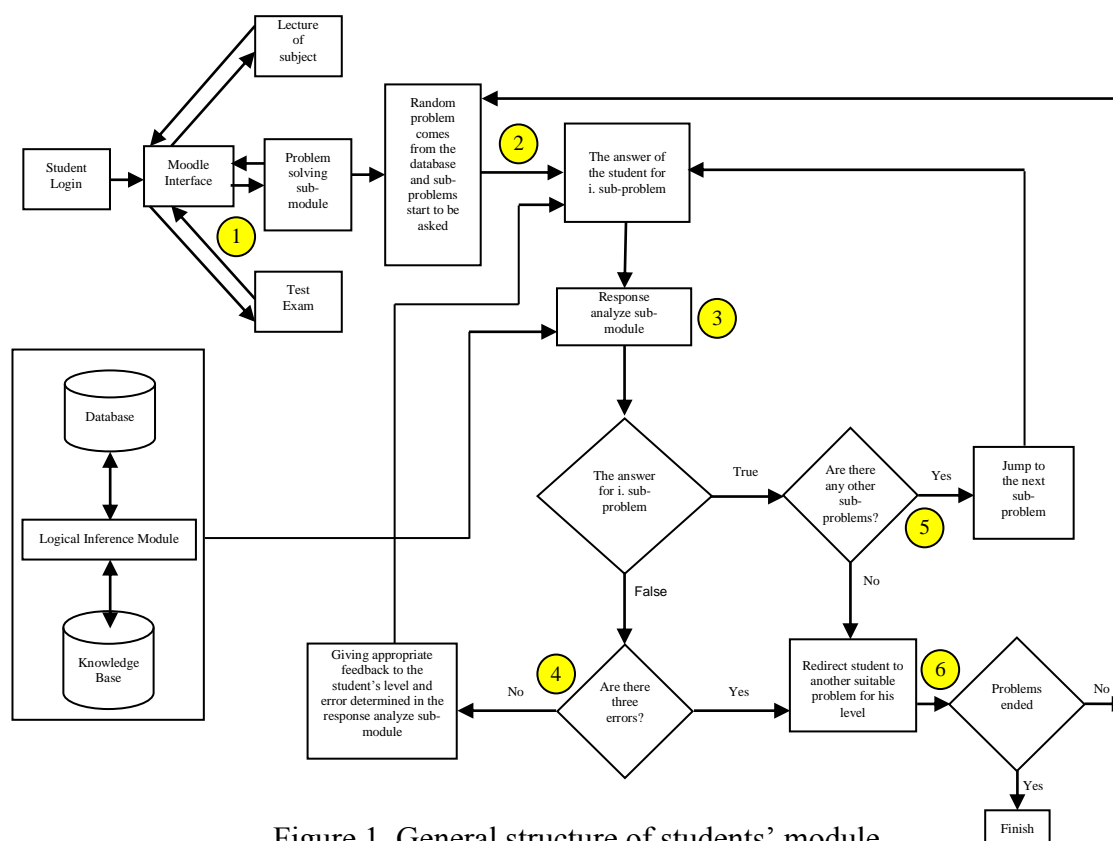 Lecture
of
subject
Student
Login
Moodle
Interface
1
Problem
solving
sub-
module
Test
Exam
Random
problem
comes
from the
database
and sub-
problems
start to be
asked
2
The answer of
the student for
i. sub-problem
Response
analyze sub-
module
3
Database
Logical Inference Module
Knowledge
Base
The answer
for i. sub-
problem
True
Are there
any other
sub-
problems?
5
Yes
Jump to
the next
sub-
problem
False
No
Giving appropriate
feedback to the
student's level and
error determined in the
response analyze sub-
module
No
4
Are there
three
errors?
Yes
Redirect student to
another suitable
problem for his
level
6
Problems
ended
No
Yes
Finish
Figure 1. General structure of students' module